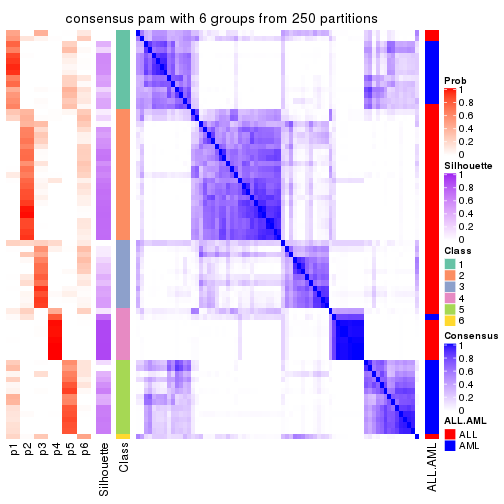 consensus pam with 6 groups from 250 partitions
Prob
1
0.8
0.6
0.4
0.2
0
Silhouette
1
0.8
0.6
0.4
0.2
0
Class
1
2
3
4
5
6
Consensus
1
0.8
0.6
0.4
0.2
0
ALL.AML
ALL
AML
p1
p2
p3
p4
p5
p6
Silhouette
Class
ALL.AML